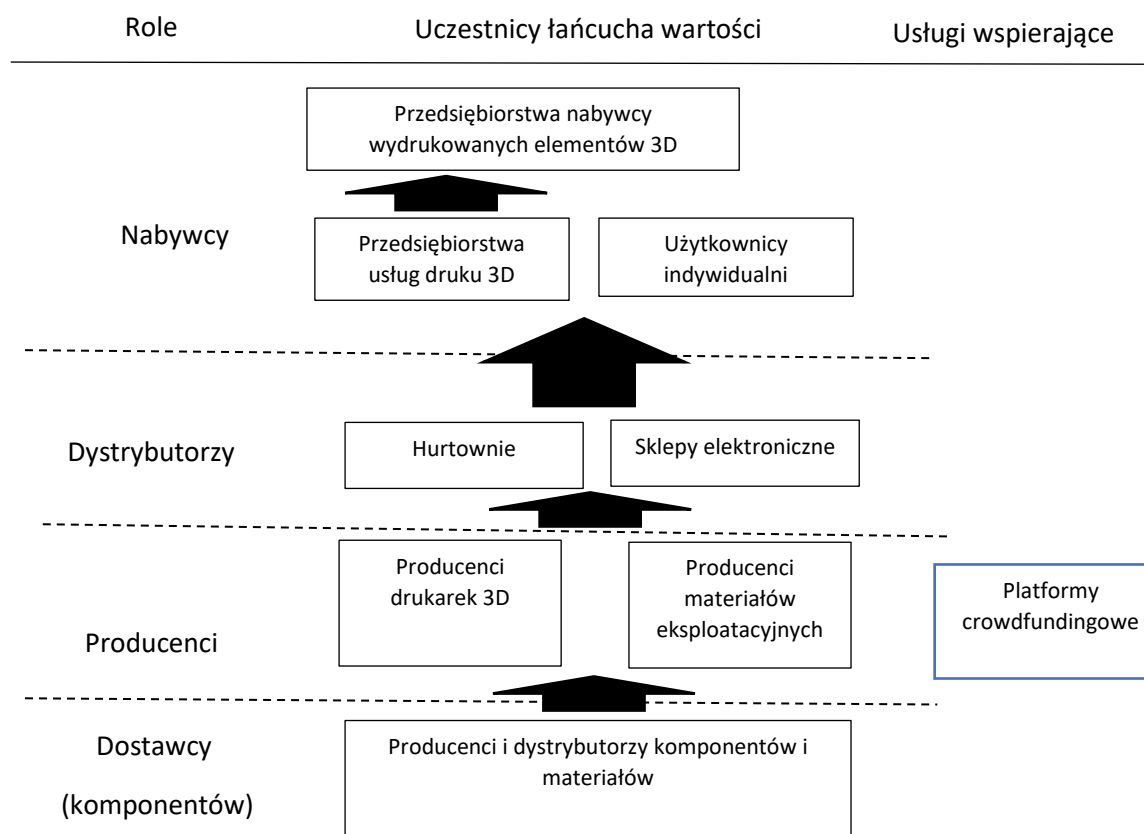 Role
Uczestnicy łańcucha wartości
Usługi wspierające
Przedsiębiorstwa nabywcy
wydrukowanych elementów 3D
Nabywcy
Przedsiębiorstwa
usług druku 3D
Użytkownicy
indywidualni
Dystrybutorzy
Hurtownie
Sklepy elektroniczne
Producenci
Producenci
drukarek 3D
Producenci
materiałów
eksploatacyjnych
Platformy
crowdfundingowe
Dostawcy
(komponentów)
Producenci i dystrybutorzy komponentów i
materiałów